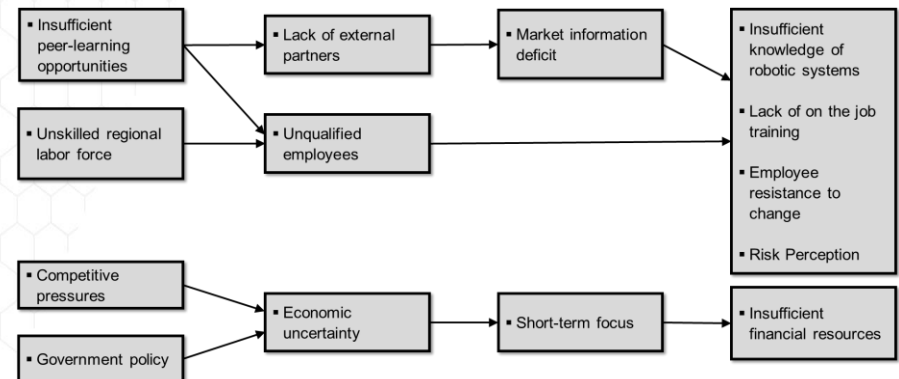 ▪ Insufficient
peer-learning
opportunities
▪ Lack of external
partners
▪ Market information
deficit
▪ Insufficient
knowledge of
robotic systems
▪ Lack of on the job
training
▪ Employee
resistance to
change
▪ Risk Perception
▪ Unskilled regional
labor force
▪ Unqualified
employees
▪ Competitive
pressures
▪ Government policy
▪ Economic
uncertainty
▪ Short-term focus
▪ Insufficient
financial resources